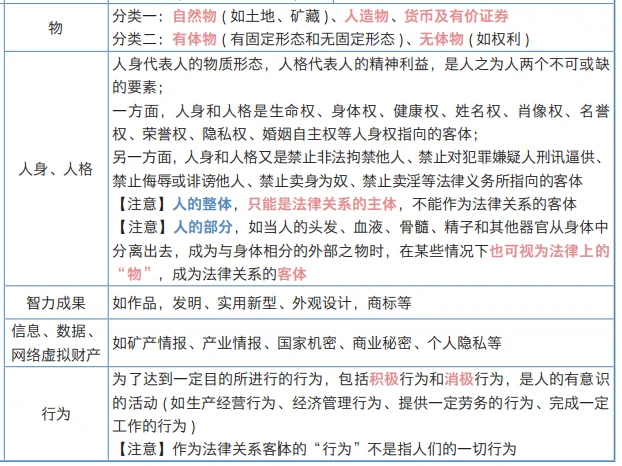 物
分类一：自然物 ( 如土地、矿藏 )、人造物、货币及有价证券
分类二：有体物 ( 有固定形态和无固定形态 )、无体物 ( 如权利 )
人身、人格
人身代表人的物质形态，人格代表人的精神利益，是人之为人两个不可或缺
的要素；
一方面，人身和人格是生命权、身体权、健康权、姓名权、肖像权、名誉
权、荣誉权、隐私权、婚姻自主权等人身权指向的客体；
另一方面，人身和人格又是禁止非法拘禁他人、禁止对犯罪嫌疑人刑讯逼供、
禁止侮辱或诽谤他人、禁止卖身为奴、禁止卖淫等法律义务所指向的客体
【注意】人的整体，只能是法律关系的主体，不能作为法律关系的客体
【注意】人的部分，如当人的头发、血液、骨髓、精子和其他器官从身体中
分离出去，成为与身体相分的外部之物时，在某些情况下也可视为法律上的
“物”，成为法律关系的客体
智力成果
如作品，发明、实用新型、外观设计，商标等
信息、数据、
网络虚拟财产
如矿产情报、产业情报、国家机密、商业秘密、个人隐私等
行为
为了达到一定目的所进行的行为，包括积极行为和消极行为，是人的有意识
的活动 ( 如生产经营行为、经济管理行为、提供一定劳务的行为、完成一定
工作的行为 )
【注意】作为法律关系客体的“行为”不是指人们的一切行为